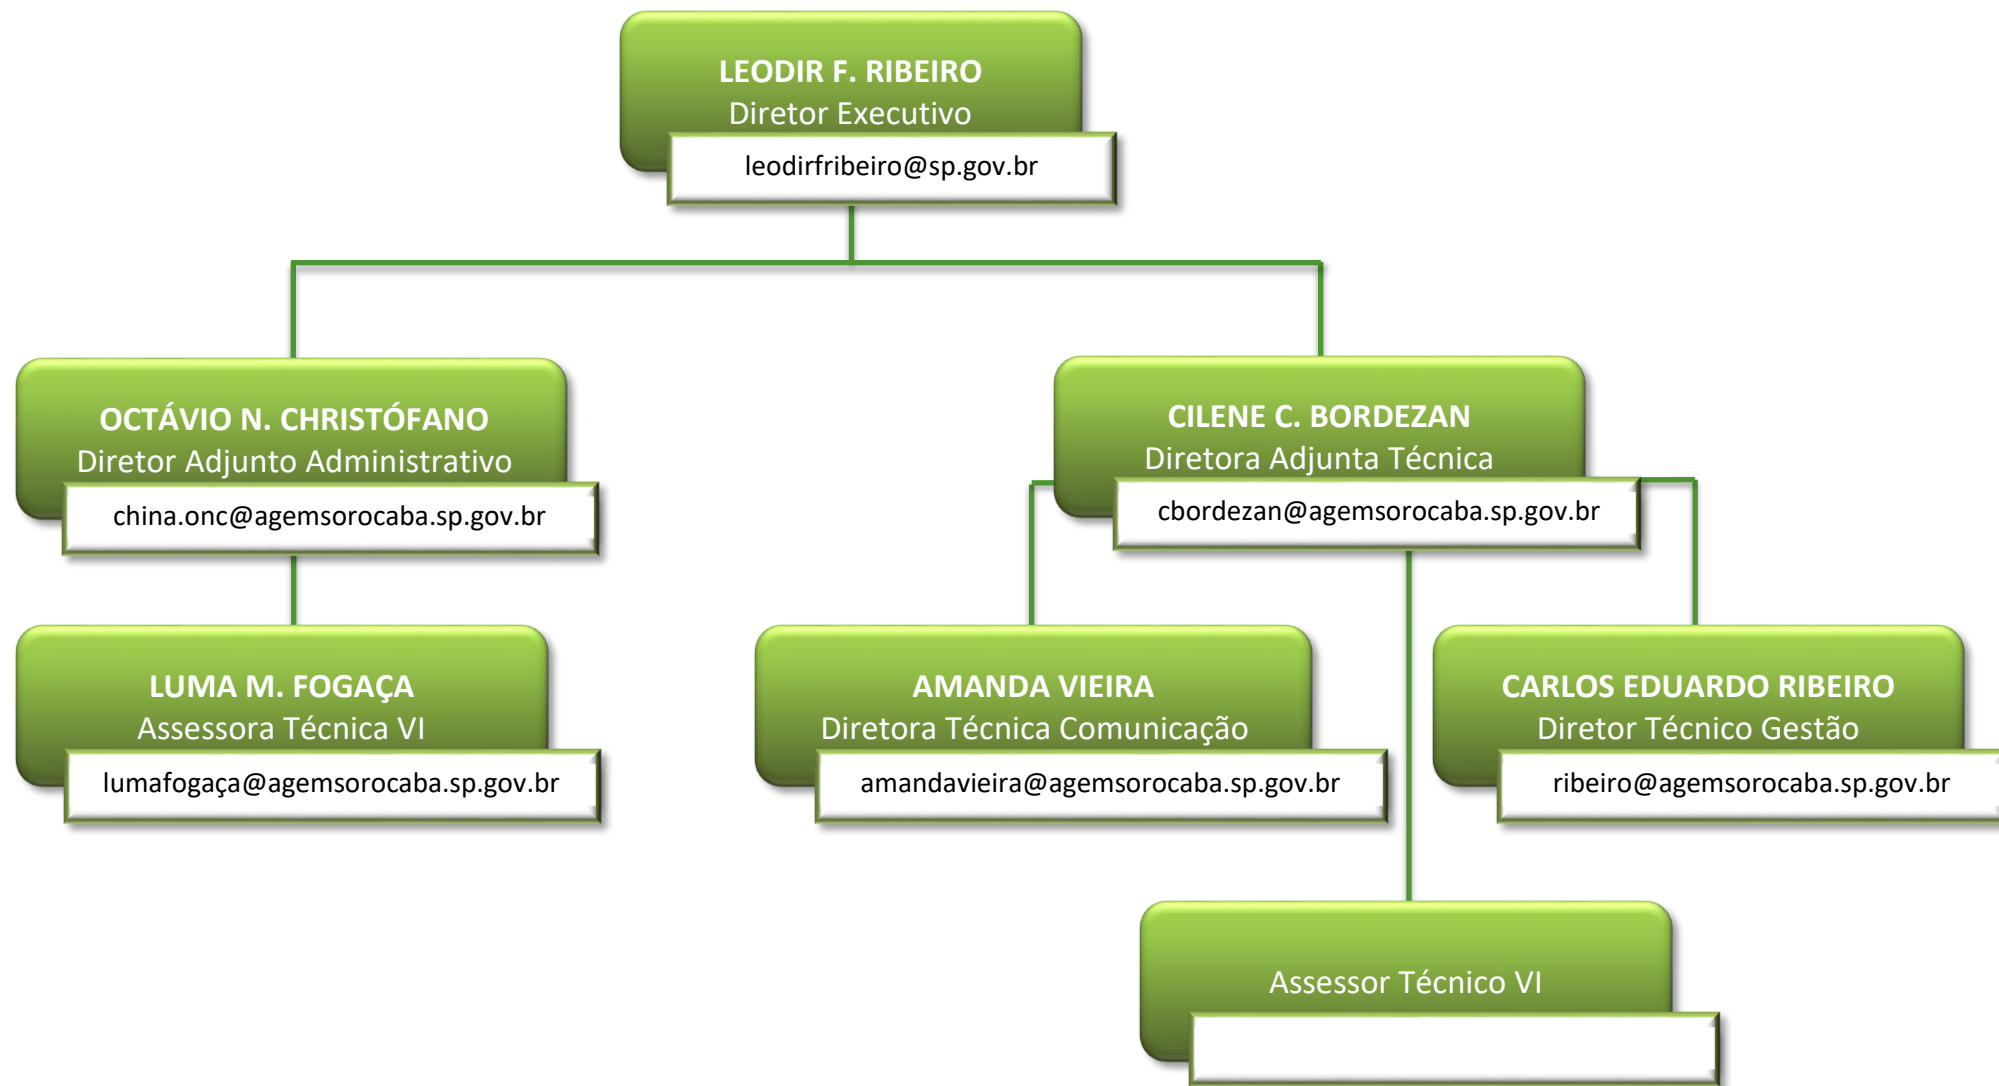 LEODIR F. RIBEIRO
Diretor Executivo
leodirfribeiro@sp.gov.br
OCTÁVIO N. CHRISTÓFANO
Diretor Adjunto Administrativo
china.onc@agemsorocaba.sp.gov.br
CILENE C. BORDEZAN
Diretora Adjunta Técnica
cbordezan@agemsorocaba.sp.gov.br
LUMA M. FOGAÇA
Assessora Técnica VI
lumafogaça@agemsorocaba.sp.gov.br
AMANDA VIEIRA
Diretora Técnica Comunicação
amandavieira@agemsorocaba.sp.gov.br
CARLOS EDUARDO RIBEIRO
Diretor Técnico Gestão
ribeiro@agemsorocaba.sp.gov.br
Assessor Técnico VI